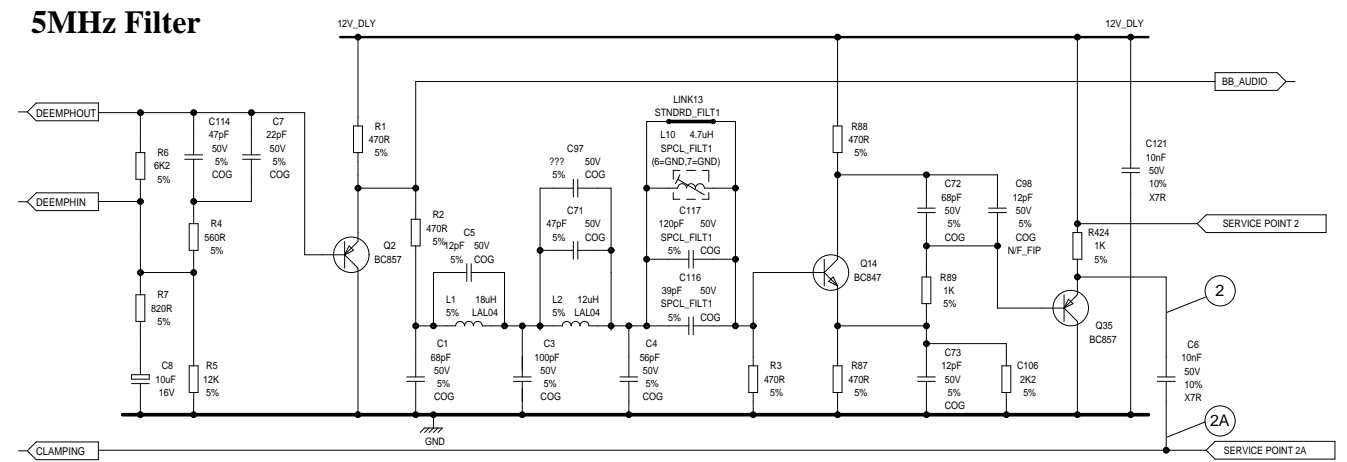 5MHz Filter
12V_DLY
12V_DLY
BB_AUDIO
DEEMPHOUT
DEEMPHIN
CLAMPING
R6
6K2
5%
C114
47pF
50V
5%
COG
C7
22pF
50V
5%
COG
R4
560R
5%
R7
820R
5%
C8
10uF
16V
R5
12K
5%
R1
470R
5%
Q2
BC857
R2
470R
5%
C5
12pF 50V
5% COG
L1 18uH
5% LAL04
C1
68pF
50V
5%
COG
GND
C97
??? 50V
5% COG
C71
47pF 50V
5% COG
L2 12uH
5% LAL04
C3
100pF
50V
5%
COG
C4
56pF
50V
5%
COG
LINK13
STNDRD_FILT1
L10 4.7uH
SPCL_FILT1
(6=GND,7=GND)
C117
120pF 50V
SPCL_FILT1
5% COG
C116
39pF 50V
SPCL_FILT1
5% COG
R3
470R
5%
R88
470R
5%
Q14
BC847
R87
470R
5%
C72
68pF
50V
5%
COG
C98
12pF
50V
5%
COG
N/F_FIP
R89
1K
5%
C73
12pF
50V
5%
COG
C106
2K2
5%
Q35
BC857
R424
1K
5%
C121
10nF
50V
10%
X7R
SERVICE POINT 2
2
C6
10nF
50V
10%
X7R
2A
SERVICE POINT 2A